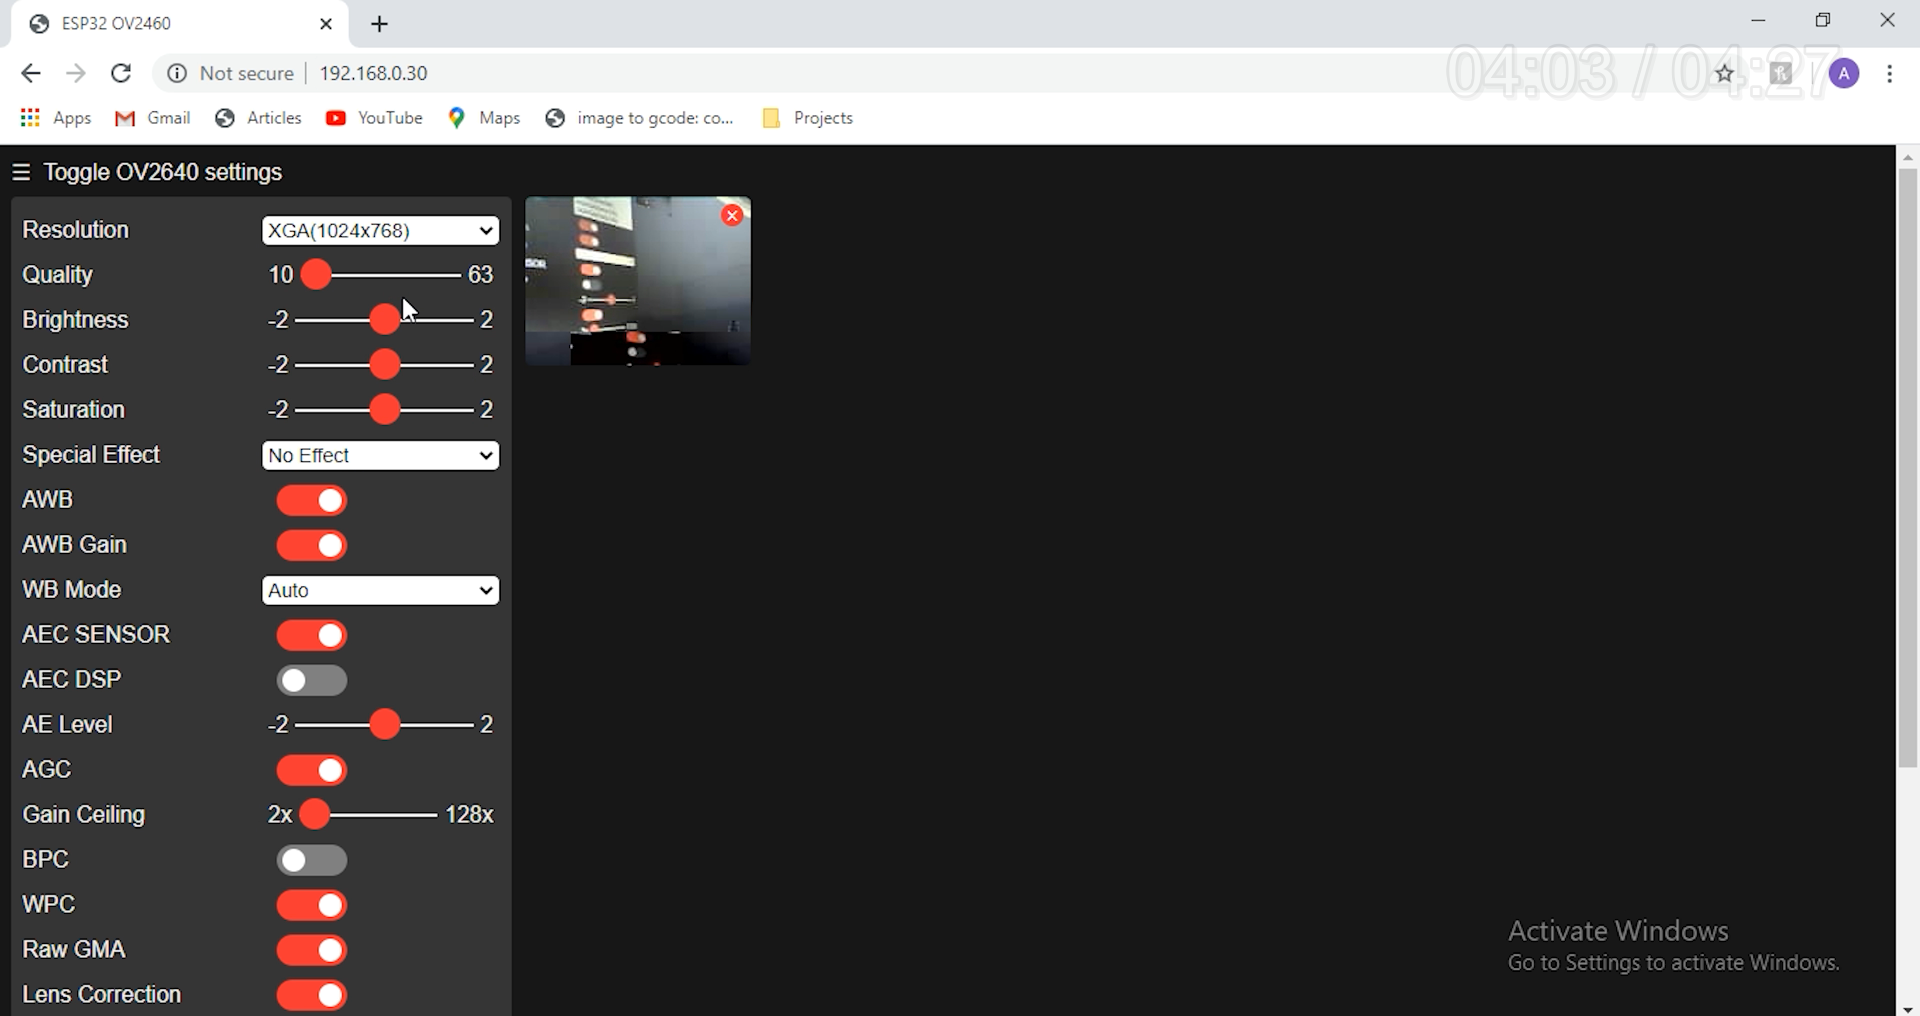 ESP32 OV2460
Not secure 192.168.0.30
04:03 / 04:27
A
Apps Gmail Articles YouTube Maps image to gcode: co... Projects
Toggle OV2640 settings
Resolution XGA(1024x768)
Quality 10 63
Brightness -2 2
Contrast -2 2
Saturation -2 2
Special Effect No Effect
AWB
AWB Gain
WB Mode Auto
AEC SENSOR
AEC DSP
AE Level -2 2
AGC
Gain Ceiling 2x 128x
BPC
WPC
Raw GMA
Lens Correction
Activate Windows
Go to Settings to activate Windows.